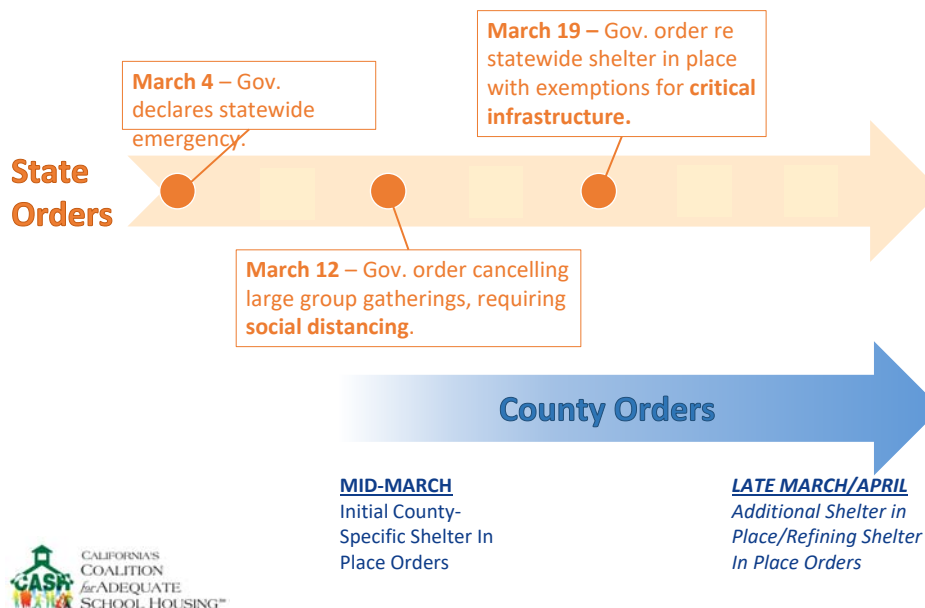 March 19 – Gov. order re
statewide shelter in place
with exemptions for critical
infrastructure.
March 4 – Gov.
declares statewide
emergency.
State
Orders
March 12 – Gov. order cancelling
large group gatherings, requiring
social distancing.
County Orders
MID-MARCH
Initial County-
Specific Shelter In
Place Orders
LATE MARCH/APRIL
Additional Shelter in
Place/Refining Shelter
In Place Orders
CASH
CALIFORNIA'S
COALITION
for ADEQUATE
SCHOOL HOUSING℠